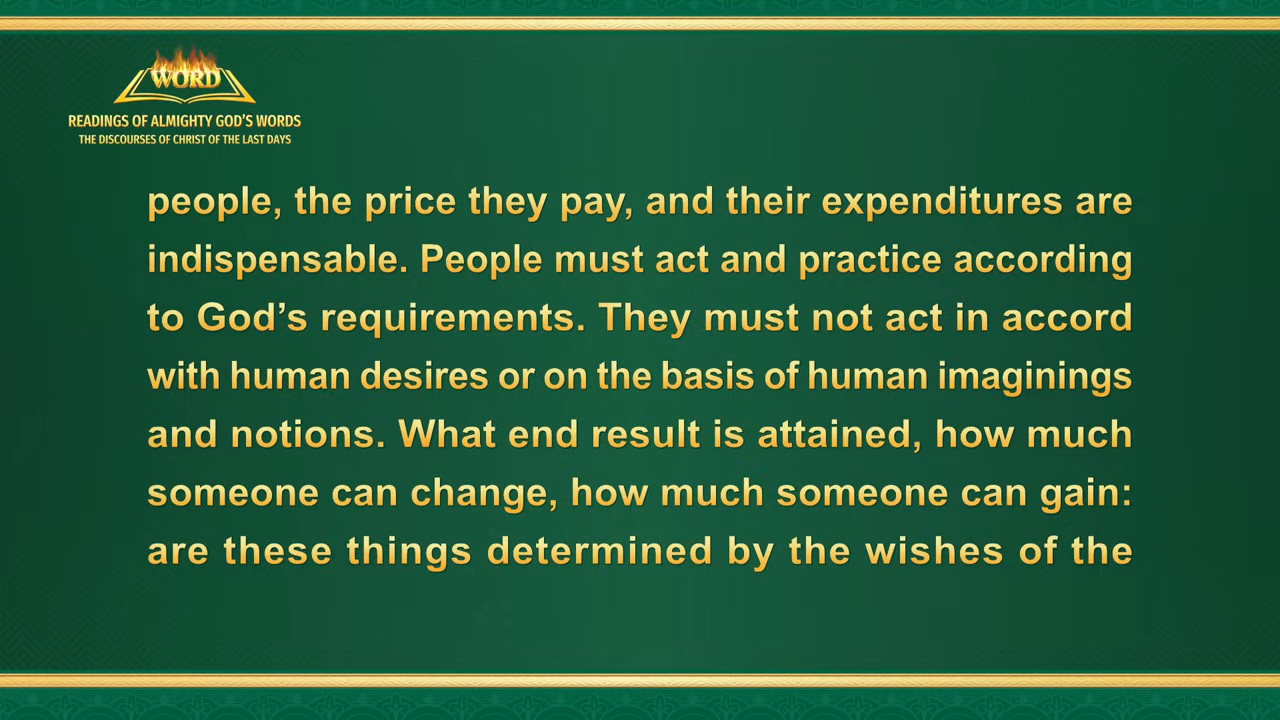 WORD
READINGS OF ALMIGHTY GOD'S WORDS
THE DISCOURSES OF CHRIST OF THE LAST DAYS
people, the price they pay, and their expenditures are
indispensable. People must act and practice according
to God’s requirements. They must not act in accord
with human desires or on the basis of human imaginings
and notions. What end result is attained, how much
someone can change, how much someone can gain:
are these things determined by the wishes of the